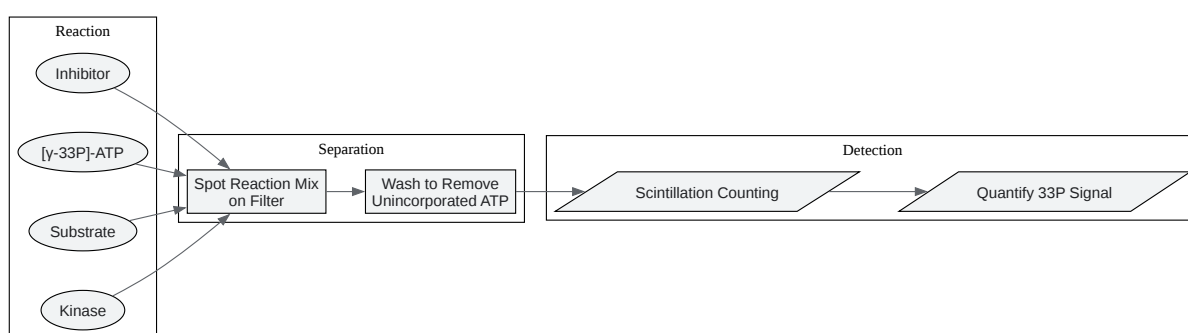 Reaction
Inhibitor
[γ-33P]-ATP
Substrate
Kinase
Separation
Spot Reaction Mix
on Filter
Wash to Remove
Unincorporated ATP
Detection
Scintillation Counting
Quantify 33P Signal